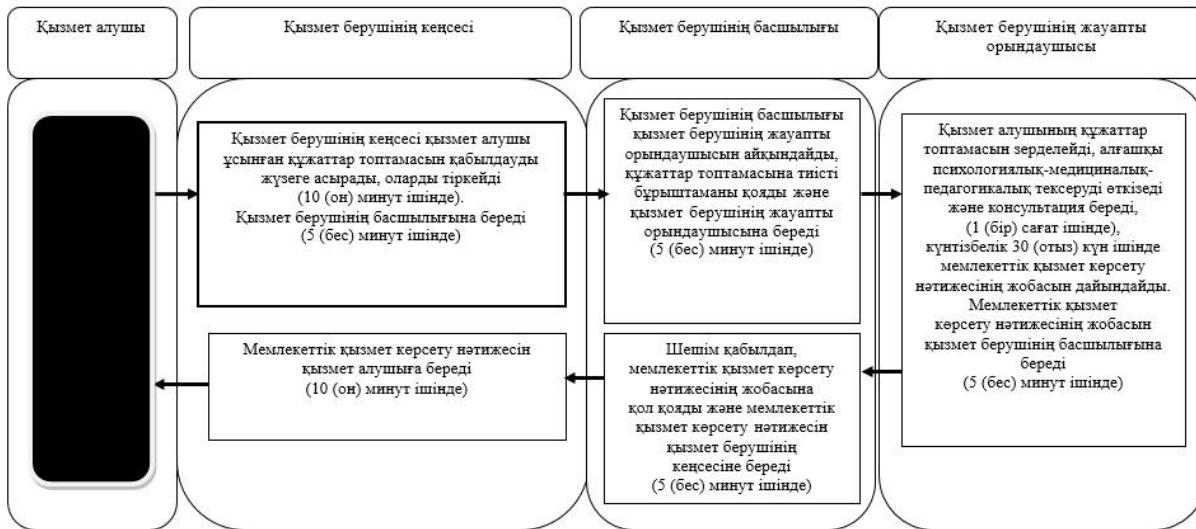 Қызмет алушы
Қызмет берушінің кеңсесі
Қызмет берушінің басшылығы
Қызмет берушінің жауапты
орындаушысы
Қызмет берушінің кеңсесі қызмет алушы
ұсынған құжаттар топтамасын қабылдауды
жүзеге асырады, оларды тіркейді
(10 (он) минут ішінде).
Қызмет берушінің басшылығына береді
(5 (бес) минут ішінде)
Қызмет берушінің басшылығы
қызмет берушінің жауапты
орындаушысын айқындайды,
құжаттар топтамасына тиісті
бұрыштаманы қояды және
қызмет берушінің жауапты
орындаушысына береді
(5 (бес) минут ішінде)
Қызмет алушының құжаттар
топтамасын зерделейді, алғашқы
психологиялық-медициналық-
педагогикалық тексеруді өткізеді
және консультация береді,
(1 (бір) сағат ішінде),
күнтізбелік 30 (отыз) күн ішінде
мемлекеттік қызмет көрсету
нәтижесінің жобасын дайындайды.
Мемлекеттік қызмет
көрсету нәтижесінің жобасын
қызмет берушінің басшылығына
береді
(5 (бес) минут ішінде)
Мемлекеттік қызмет көрсету нәтижесін
қызмет алушыға береді
(10 (он) минут ішінде)
Шешім қабылдап,
мемлекеттік қызмет көрсету
нәтижесінің жобасына
қол қояды және мемлекеттік
қызмет көрсету нәтижесін
қызмет берушінің
кеңсесіне береді
(5 (бес) минут ішінде)